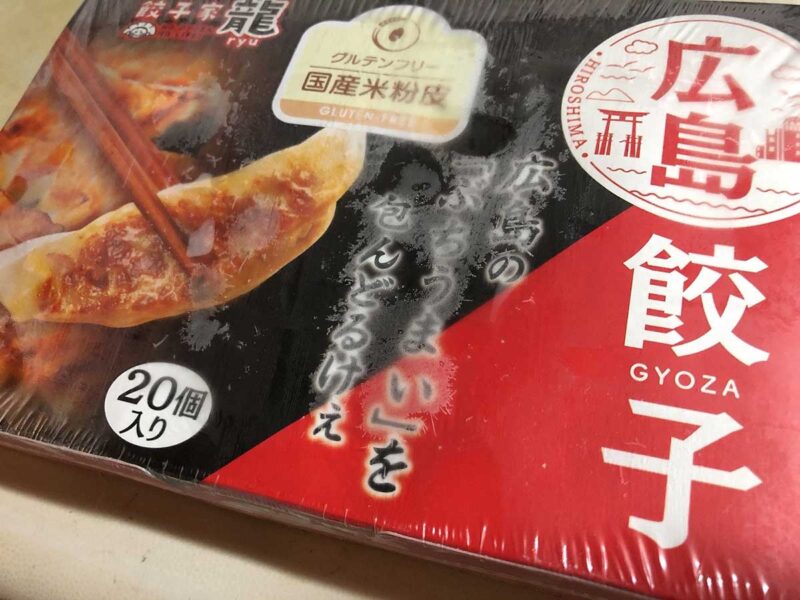 餃子家龍
ryu
グルテンフリー
国産米粉皮
GLUTEN-FREE
広島
HIROSHIMA
餃子
GYOZA
広島の
「ぶちうまい」を
包んどるけぇ
20個
入り